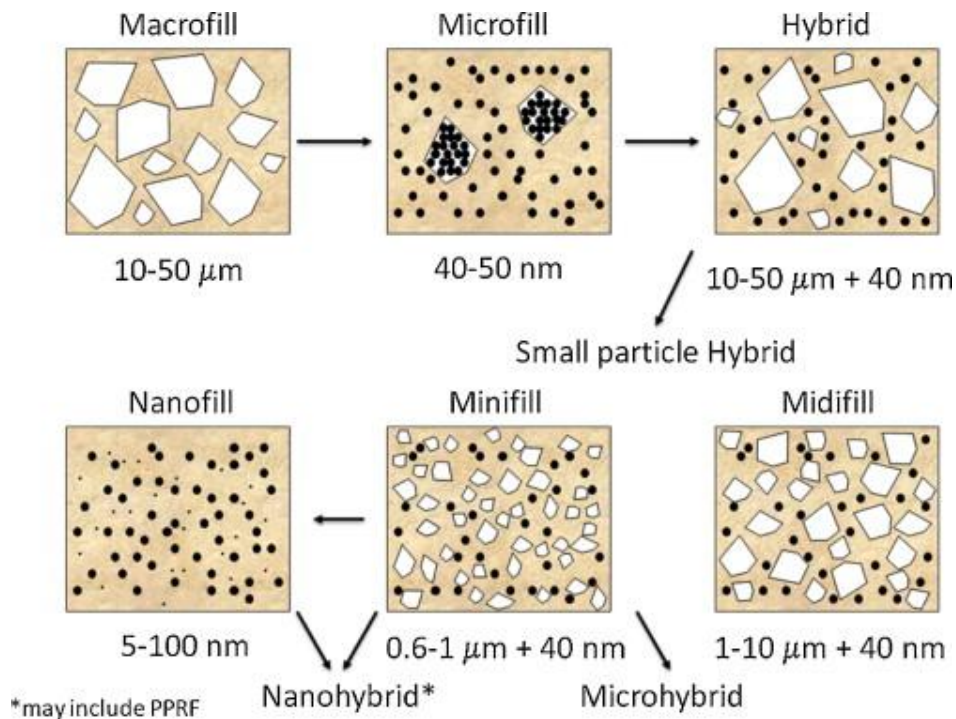 Macrofill
Microfill
Hybrid
10-50 μm
40-50 nm
10-50 μm + 40 nm
Small particle Hybrid
Nanofill
Minifill
Midifill
5-100 nm
0.6-1 μm + 40 nm
1-10 μm + 40 nm
Nanohybrid*
Microhybrid
*may include PPRF